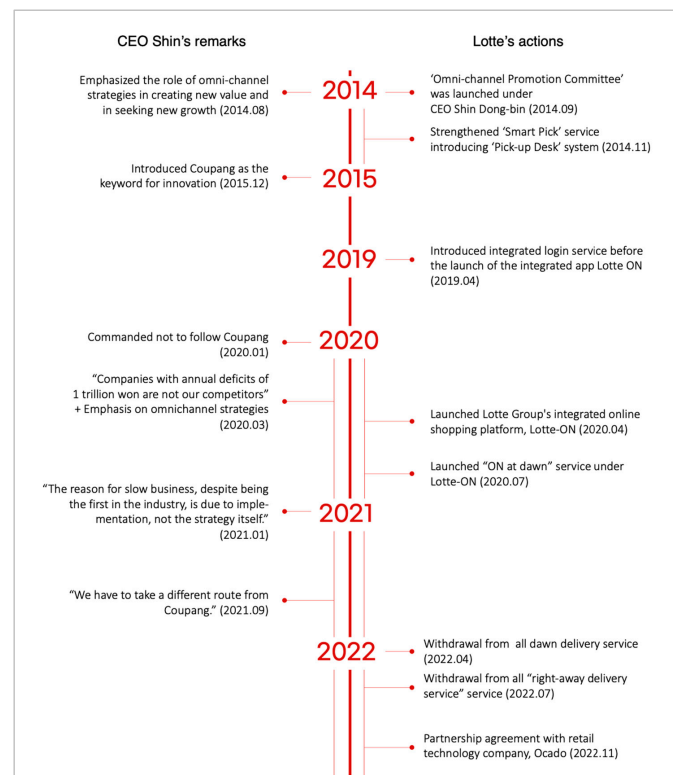 CEO Shin’s remarks
Lotte’s actions
Emphasized the role of omni-channel
strategies in creating new value and
in seeking new growth (2014.08)
2014
‘Omni-channel Promotion Committee’
was launched under
CEO Shin Dong-bin (2014.09)
Strengthened ‘Smart Pick’ service
introducing ‘Pick-up Desk’ system (2014.11)
Introduced Coupang as the
keyword for innovation (2015.12)
2015
2019
Introduced integrated login service before
the launch of the integrated app Lotte ON
(2019.04)
Commanded not to follow Coupang
(2020.01)
2020
“Companies with annual deficits of
1 trillion won are not our competitors”
+ Emphasis on omnichannel strategies
(2020.03)
Launched Lotte Group's integrated online
shopping platform, Lotte-ON (2020.04)
Launched “ON at dawn” service under
Lotte-ON (2020.07)
“The reason for slow business, despite being
the first in the industry, is due to imple-
mentation, not the strategy itself.”
(2021.01)
2021
“We have to take a different route from
Coupang.” (2021.09)
2022
Withdrawal from all dawn delivery service
(2022.04)
Withdrawal from all “right-away delivery
service” service (2022.07)
Partnership agreement with retail
technology company, Ocado (2022.11)